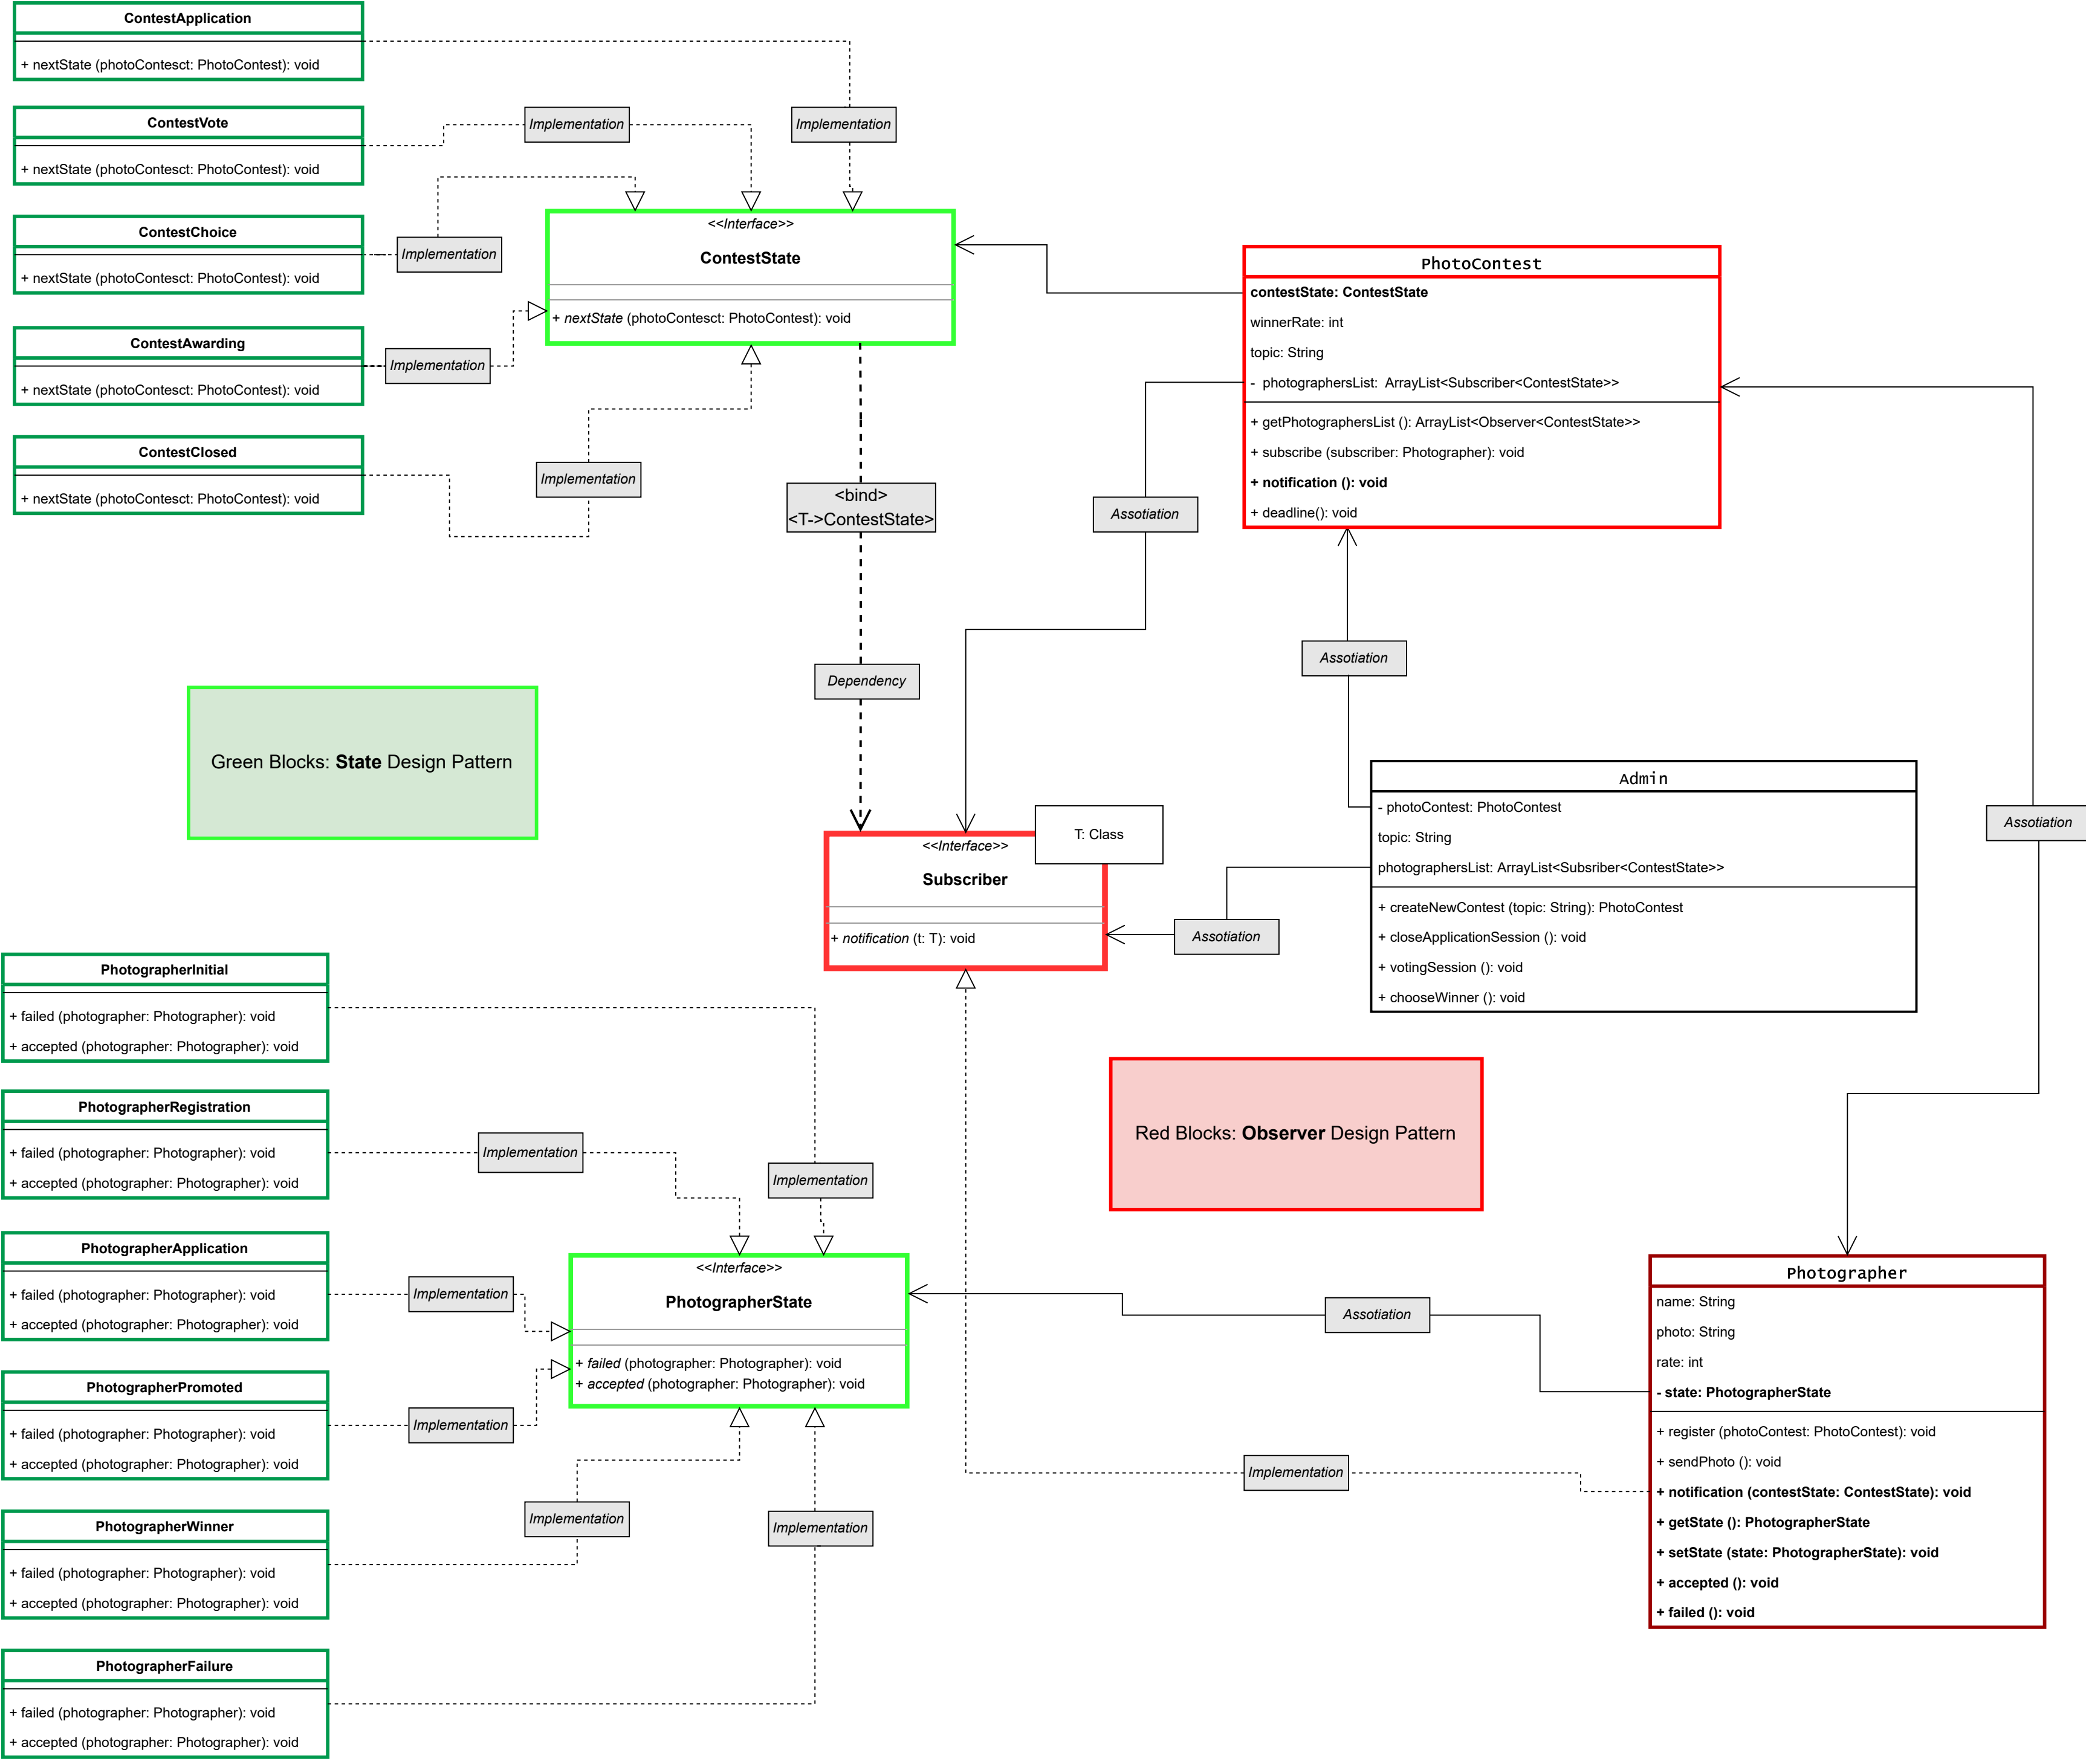 ContestApplication
+ nextState (photoContesct: PhotoContest): void
ContestVote
+ nextState (photoContesct: PhotoContest): void
ContestChoice
+ nextState (photoContesct: PhotoContest): void
ContestAwarding
+ nextState (photoContesct: PhotoContest): void
ContestClosed
+ nextState (photoContesct: PhotoContest): void
Implementation
Implementation
Implementation
Implementation
Implementation
<<Interface>>
ContestState
+ nextState (photoContesct: PhotoContest): void
<bind>
<T->ContestState>
Dependency
Assotiation
PhotoContest
contestState: ContestState
winnerRate: int
topic: String
- photographersList: ArrayList<Subscriber<ContestState>>
+ getPhotographersList (): ArrayList<Observer<ContestState>>
+ subscribe (subscriber: Photographer): void
+ notification (): void
+ deadline(): void
Assotiation
Green Blocks: State Design Pattern
T: Class
<<Interface>>
Subscriber
+ notification (t: T): void
Assotiation
Admin
- photoContest: PhotoContest
topic: String
photographersList: ArrayList<Subsriber<ContestState>>
+ createNewContest (topic: String): PhotoContest
+ closeApplicationSession (): void
+ votingSession (): void
+ chooseWinner (): void
Assotiation
Red Blocks: Observer Design Pattern
PhotographerInitial
+ failed (photographer: Photographer): void
+ accepted (photographer: Photographer): void
PhotographerRegistration
+ failed (photographer: Photographer): void
+ accepted (photographer: Photographer): void
PhotographerApplication
+ failed (photographer: Photographer): void
+ accepted (photographer: Photographer): void
PhotographerPromoted
+ failed (photographer: Photographer): void
+ accepted (photographer: Photographer): void
PhotographerWinner
+ failed (photographer: Photographer): void
+ accepted (photographer: Photographer): void
PhotographerFailure
+ failed (photographer: Photographer): void
+ accepted (photographer: Photographer): void
Implementation
Implementation
Implementation
Implementation
Implementation
Implementation
<<Interface>>
PhotographerState
+ failed (photographer: Photographer): void
+ accepted (photographer: Photographer): void
Assotiation
Implementation
Photographer
name: String
photo: String
rate: int
- state: PhotographerState
+ register (photoContest: PhotoContest): void
+ sendPhoto (): void
+ notification (contestState: ContestState): void
+ getState (): PhotographerState
+ setState (state: PhotographerState): void
+ accepted (): void
+ failed (): void